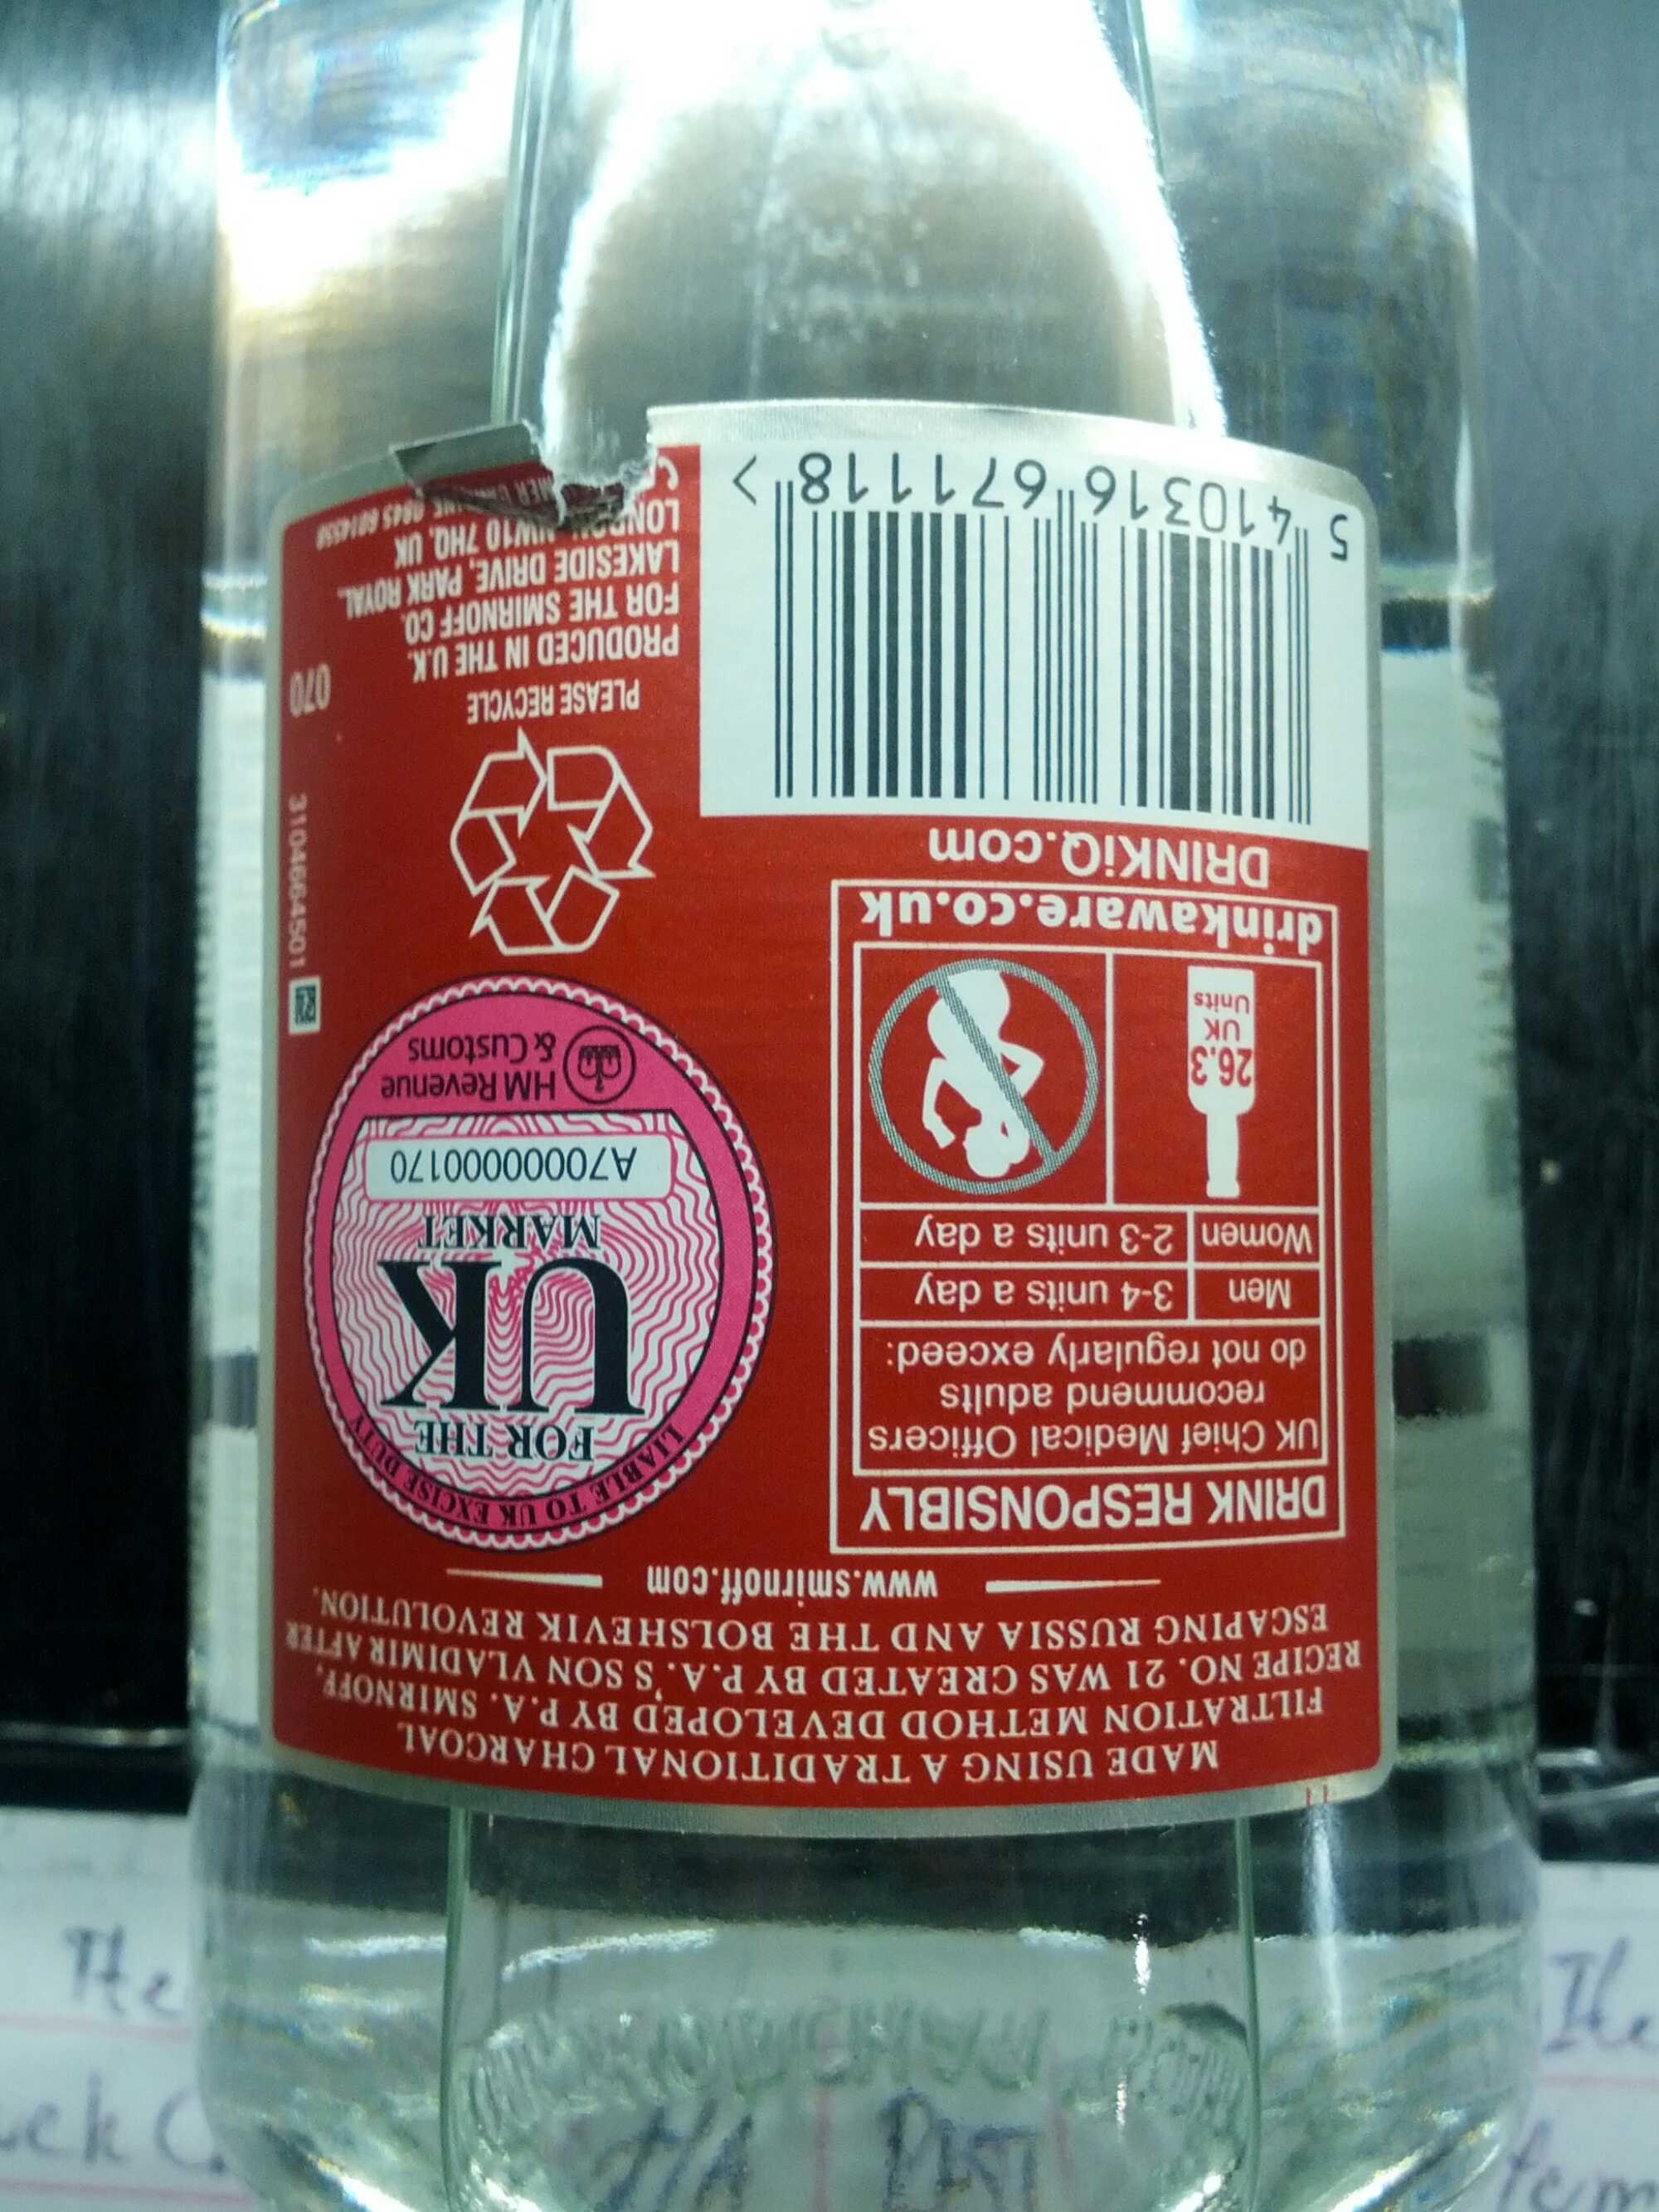 MADE USING A TRADITIONAL CHARCOAL
FILTRATION METHOD DEVELOPED BY P.A. SMIRNOFF,
RECIPE NO. 21 WAS CREATED BY P.A.'S SON VLADIMIR AFTER
ESCAPING RUSSIA AND THE BOLSHEVIK REVOLUTION.
www.smirnoff.com
DRINK RESPONSIBLY
UK Chief Medical Officers
recommend adults
do not regularly exceed:
Men 3-4 units a day
Women 2-3 units a day
26.3
UK
Units
drinkaware.co.uk
DRINKiQ.com
5 410316 671118 >
LIABLE TO UK EXCISE DUTY
FOR THE
UK
MARKET
A7000000170
HM Revenue
& Customs
PLEASE RECYCLE
PRODUCED IN THE U.K.
FOR THE SMIRNOFF CO.
LAKESIDE DRIVE, PARK ROYAL,
LONDON NW10 7HQ, UK
0845 6014558
3104664501
070
The